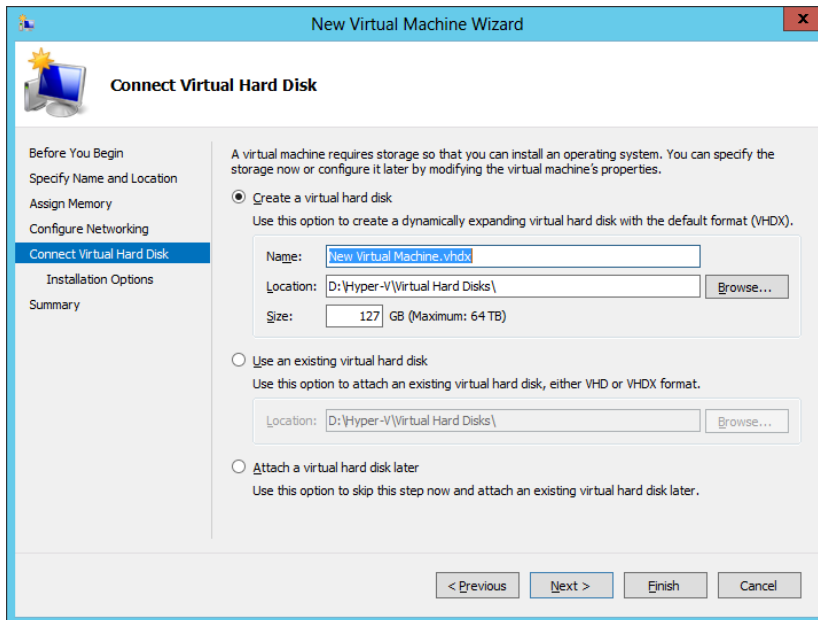 New Virtual Machine Wizard
x
Connect Virtual Hard Disk
Before You Begin
Specify Name and Location
Assign Memory
Configure Networking
Connect Virtual Hard Disk
Installation Options
Summary
A virtual machine requires storage so that you can install an operating system. You can specify the
storage now or configure it later by modifying the virtual machine's properties.
Create a virtual hard disk
Use this option to create a dynamically expanding virtual hard disk with the default format (VHDX).
Name: New Virtual Machine.vhdx
Location: D:\Hyper-V\Virtual Hard Disks\ Browse...
Size: 127 GB (Maximum: 64 TB)
Use an existing virtual hard disk
Use this option to attach an existing virtual hard disk, either VHD or VHDX format.
Location: D:\Hyper-V\Virtual Hard Disks\ Browse...
Attach a virtual hard disk later
Use this option to skip this step now and attach an existing virtual hard disk later.
< Previous Next > Finish Cancel